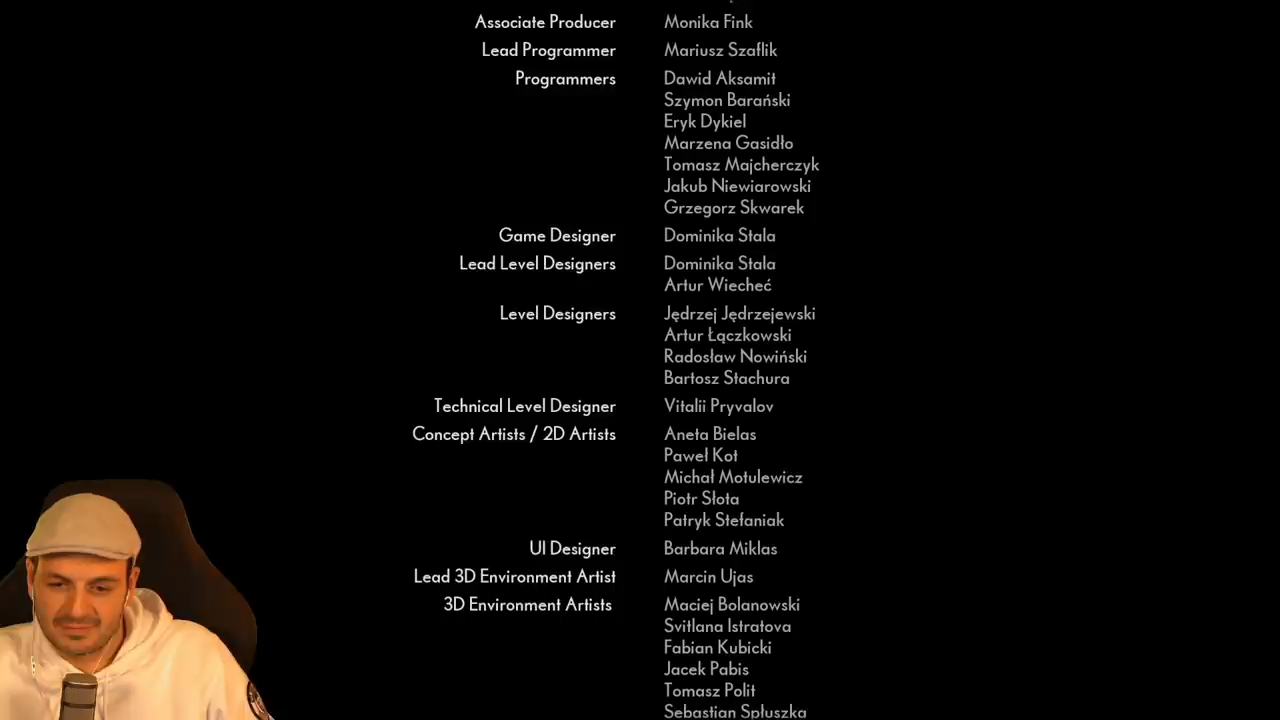 Associate Producer Monika Fink
Lead Programmer Mariusz Szaflik
Programmers Dawid Aksamit
Szymon Barański
Eryk Dykiel
Marzena Gasidło
Tomasz Majcherczyk
Jakub Niewiarowski
Grzegorz Skwarek
Game Designer Dominika Stala
Lead Level Designers Dominika Stala
Artur Wiecheć
Level Designers Jędrzej Jędrzejewski
Artur Łączkowski
Radosław Nowiński
Bartosz Stachura
Technical Level Designer Vitalii Pryvalov
Concept Artists / 2D Artists Aneta Bielas
Paweł Kot
Michał Motulewicz
Piotr Słota
Patryk Stefaniak
UI Designer Barbara Miklas
Lead 3D Environment Artist Marcin Ujas
3D Environment Artists Maciej Bolanowski
Svitlana Istratova
Fabian Kubicki
Jacek Pabis
Tomasz Polit
Sebastian Spłuszka